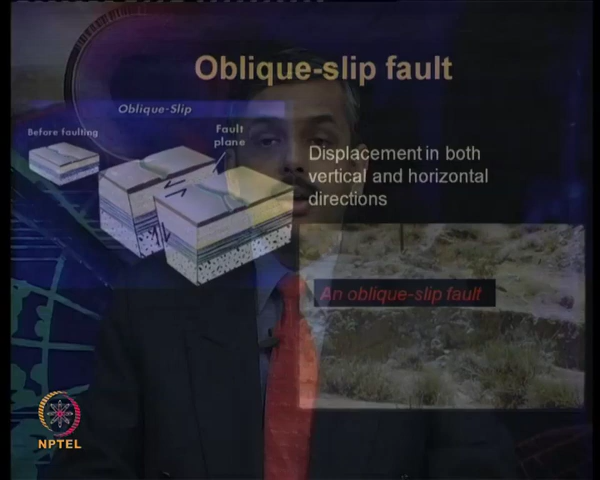 Oblique-slip fault
Oblique-Slip
Before faulting
Fault
plane
Displacement in both
vertical and horizontal
directions
An oblique-slip fault
NPTEL